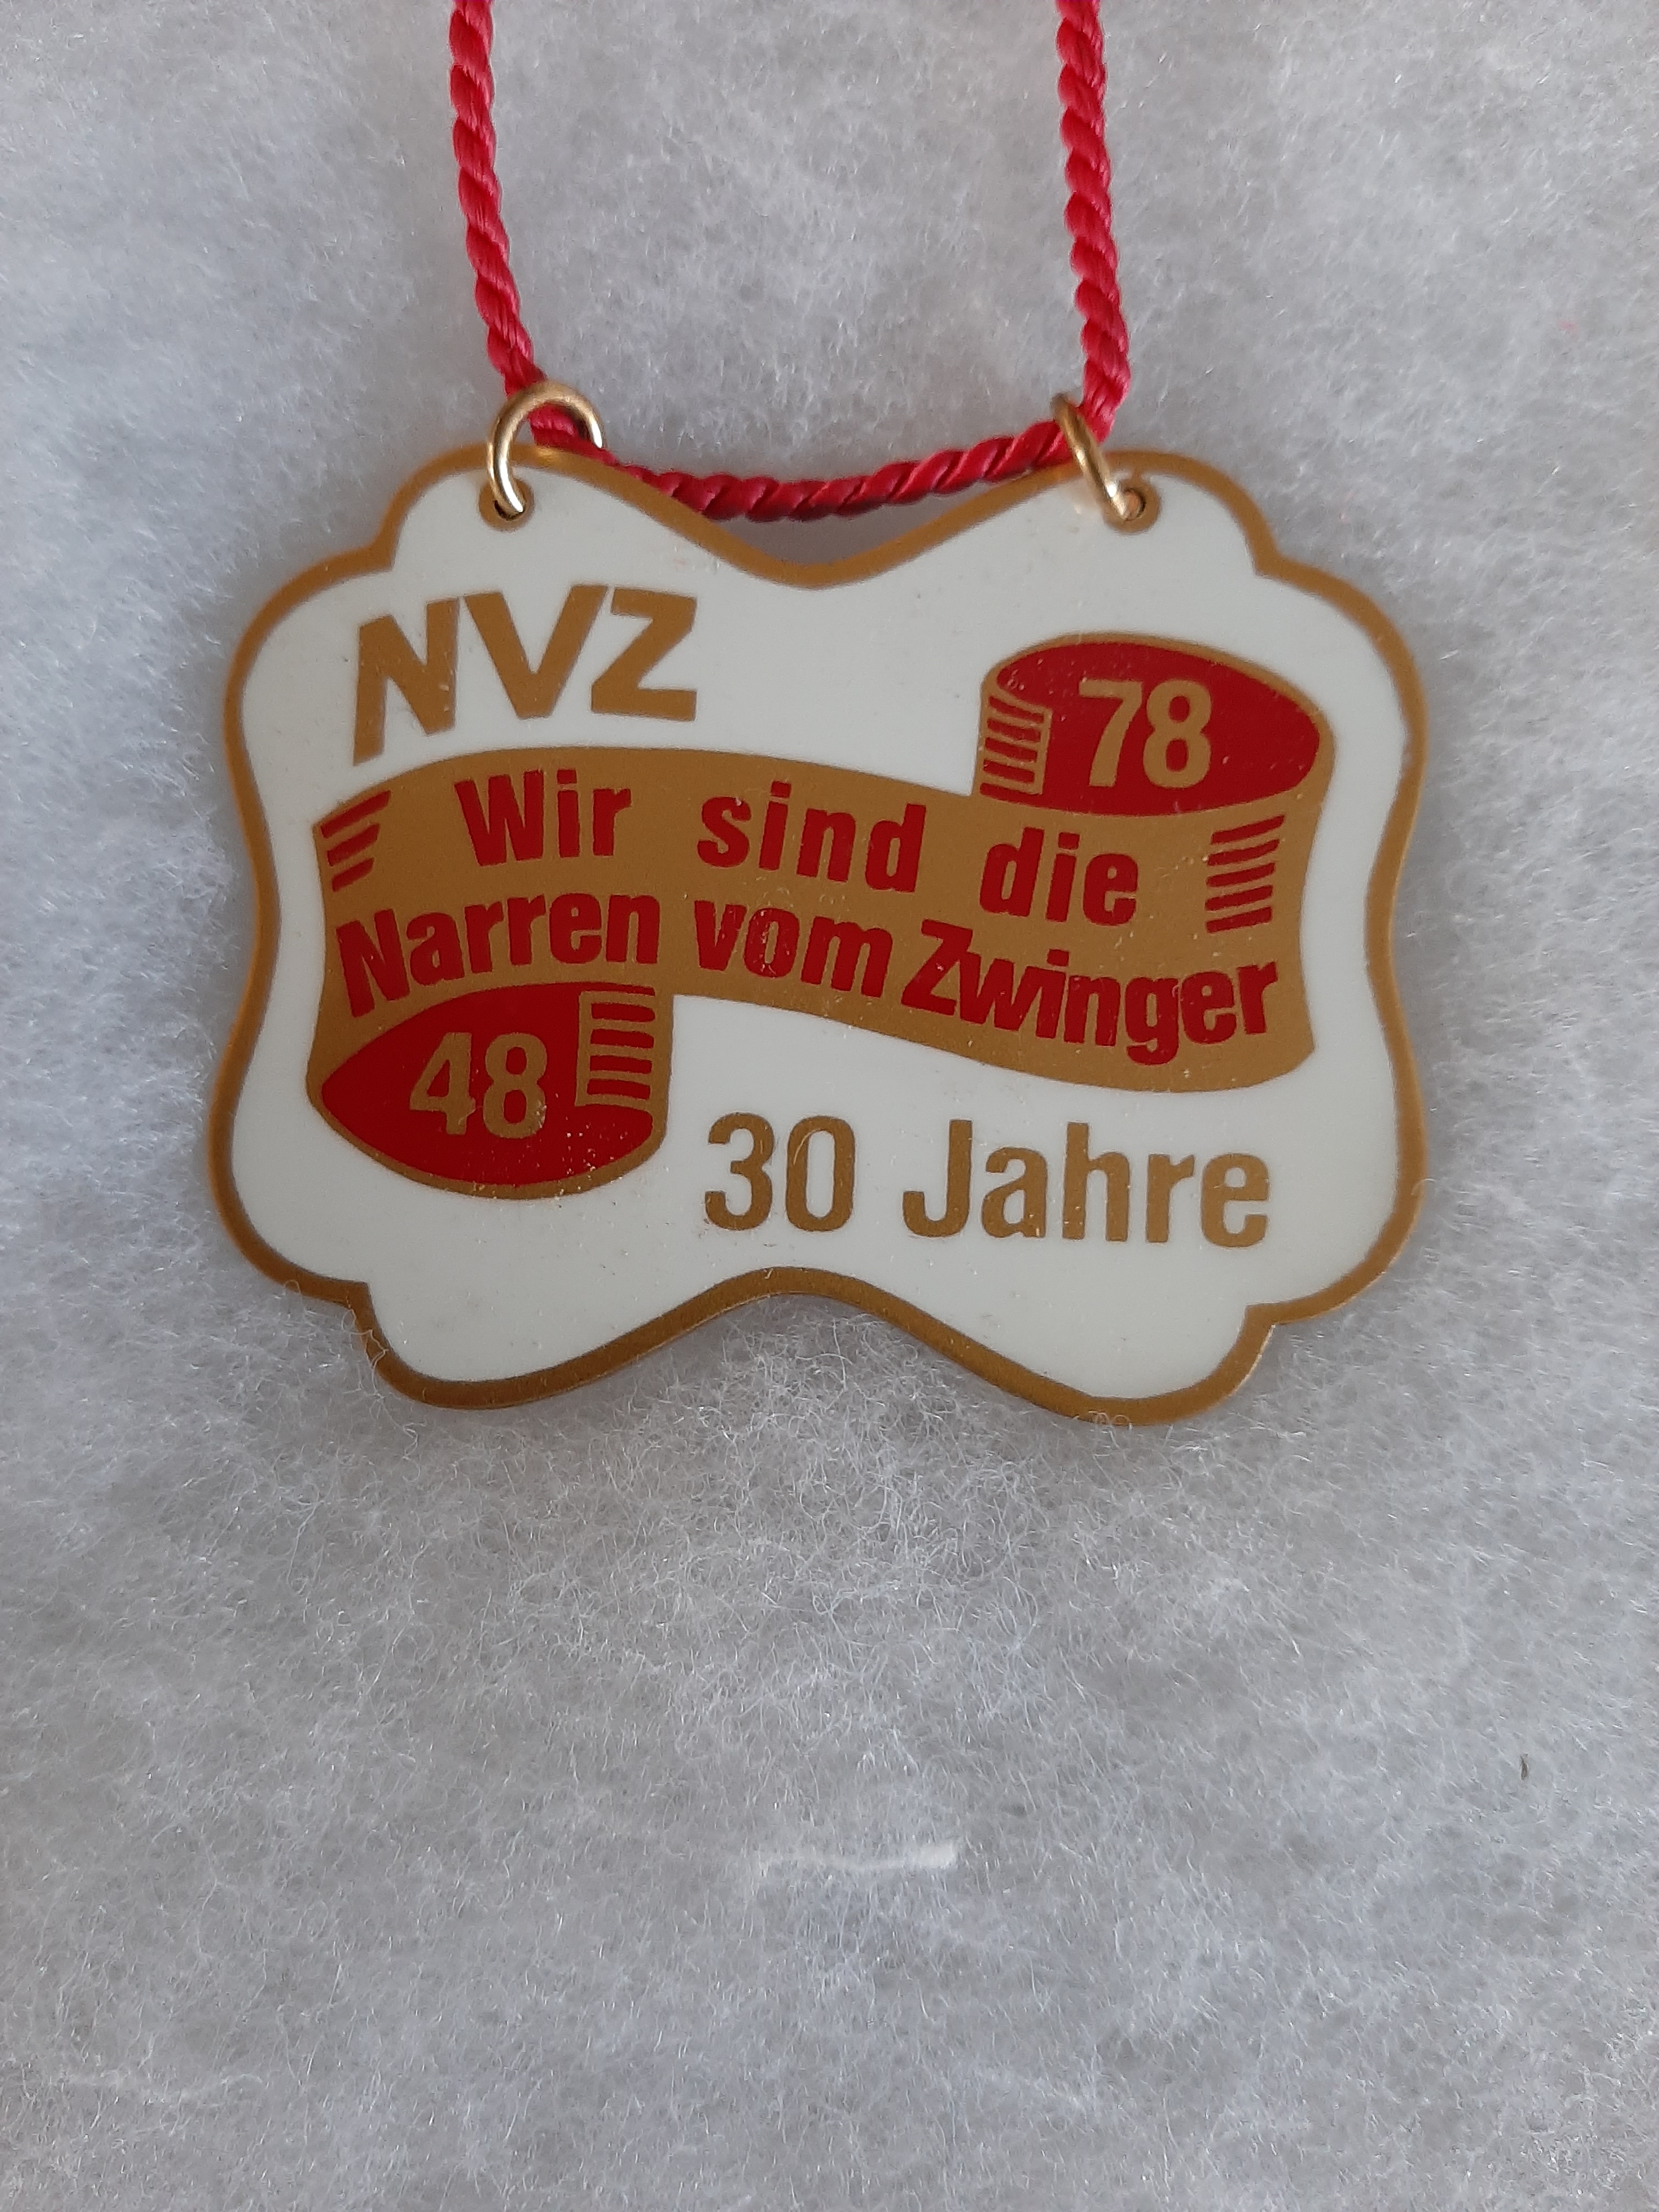 NVZ
78
Wir sind die
Narren vom Zwinger
48
30 Jahre